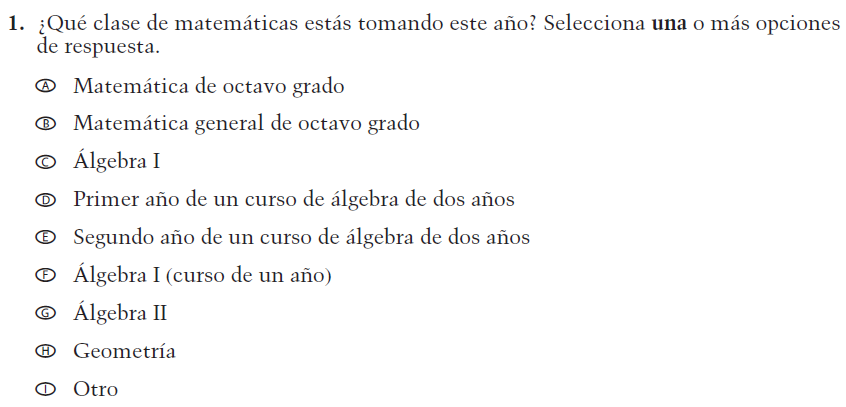 1. ¿Qué clase de matemáticas estás tomando este año? Selecciona una o más opciones
de respuesta.
A Matemática de octavo grado
B Matemática general de octavo grado
C Álgebra I
D Primer año de un curso de álgebra de dos años
E Segundo año de un curso de álgebra de dos años
F Álgebra I (curso de un año)
G Álgebra II
H Geometría
I Otro